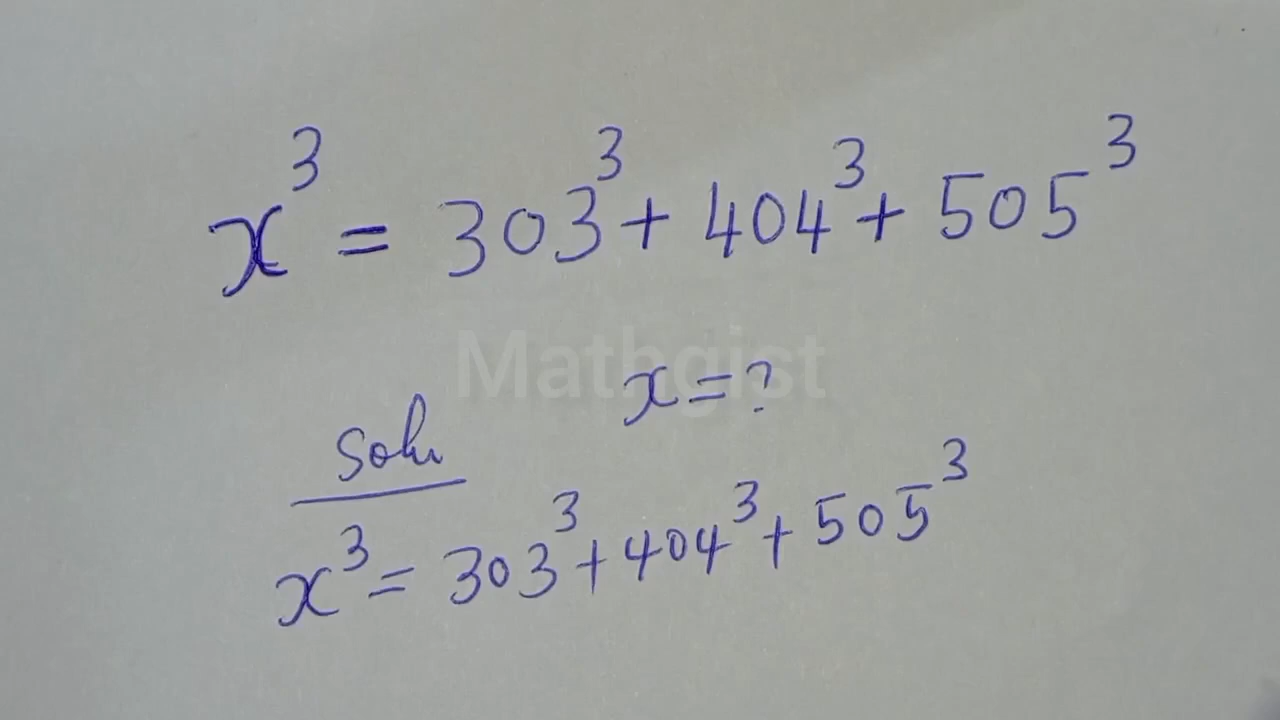 x³ = 303³ + 404³ + 505³
Mathgist
x = ?
Soln
x³ = 303³ + 404³ + 505³